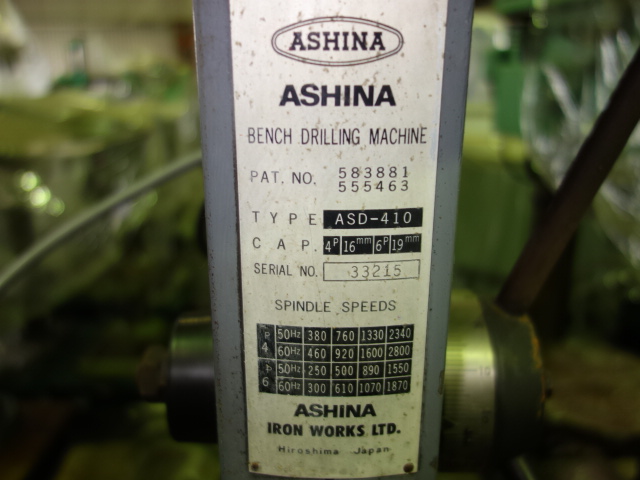 ASHINA
ASHINA
BENCH DRILLING MACHINE
PAT. NO. 583881
555463
TYPE ASD-410
CAP. 4P 16mm 6P 19mm
SERIAL NO. 33215
SPINDLE SPEEDS
4P 50Hz 380 760 1330 2340
60Hz 460 920 1600 2800
6P 50Hz 250 500 890 1550
60Hz 300 610 1070 1870
ASHINA
IRON WORKS LTD.
Hiroshima Japan